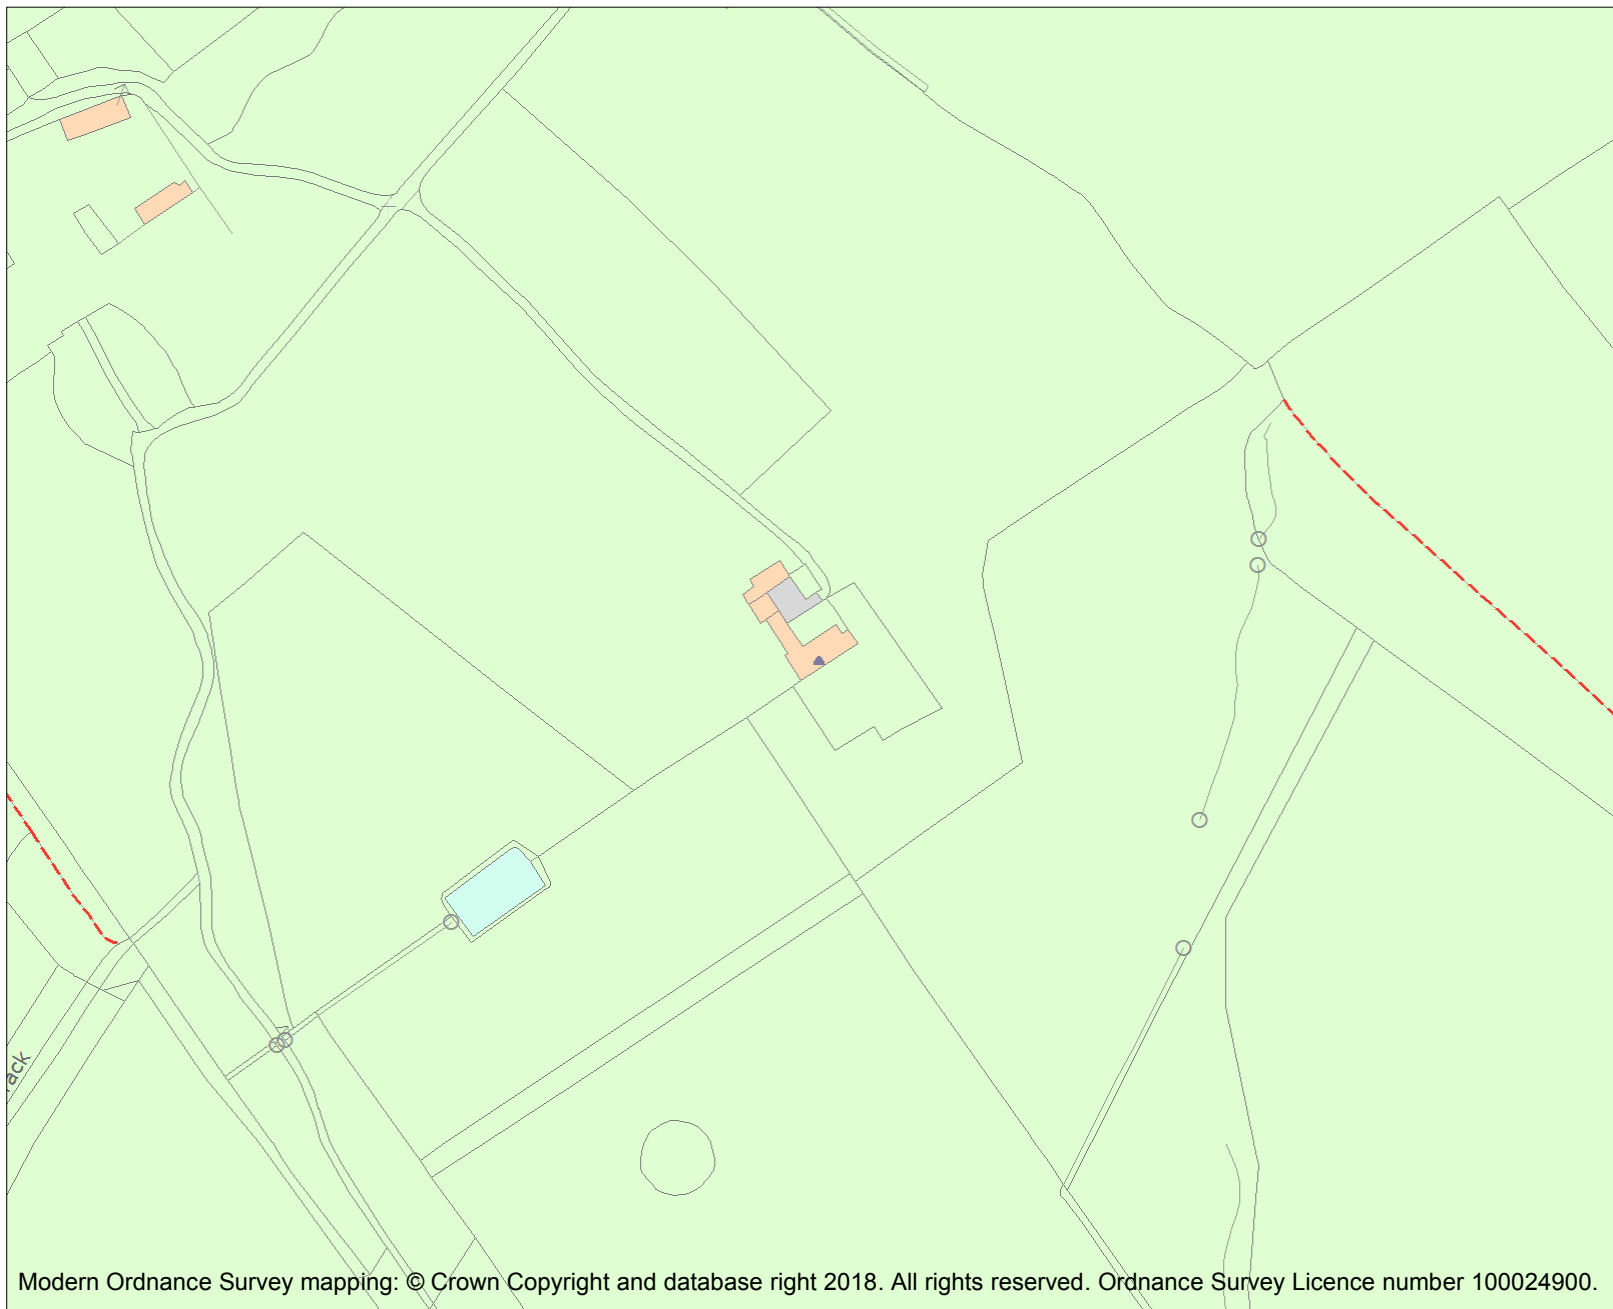 Modern Ordnance Survey mapping: © Crown Copyright and database right 2018. All rights reserved. Ordnance Survey Licence number 100024900.